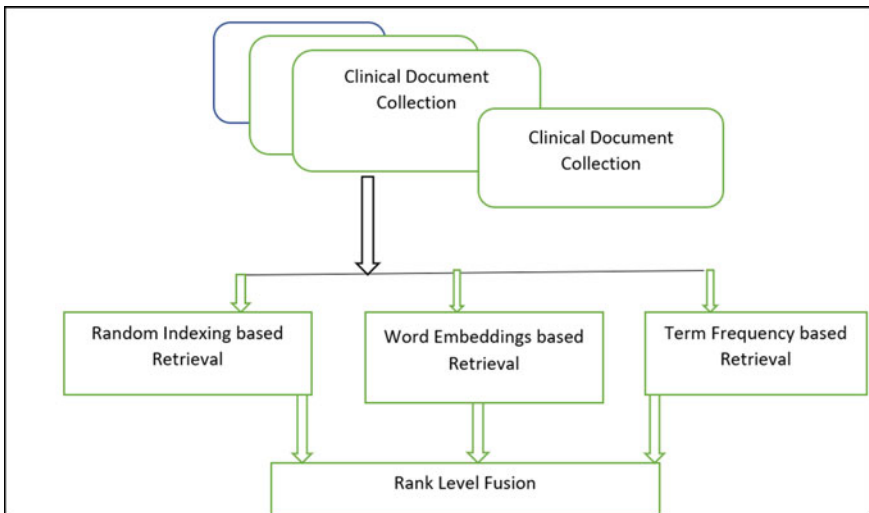 Clinical Document
Collection
Clinical Document
Collection
Random Indexing based
Retrieval
Word Embeddings based
Retrieval
Term Frequency based
Retrieval
Rank Level Fusion